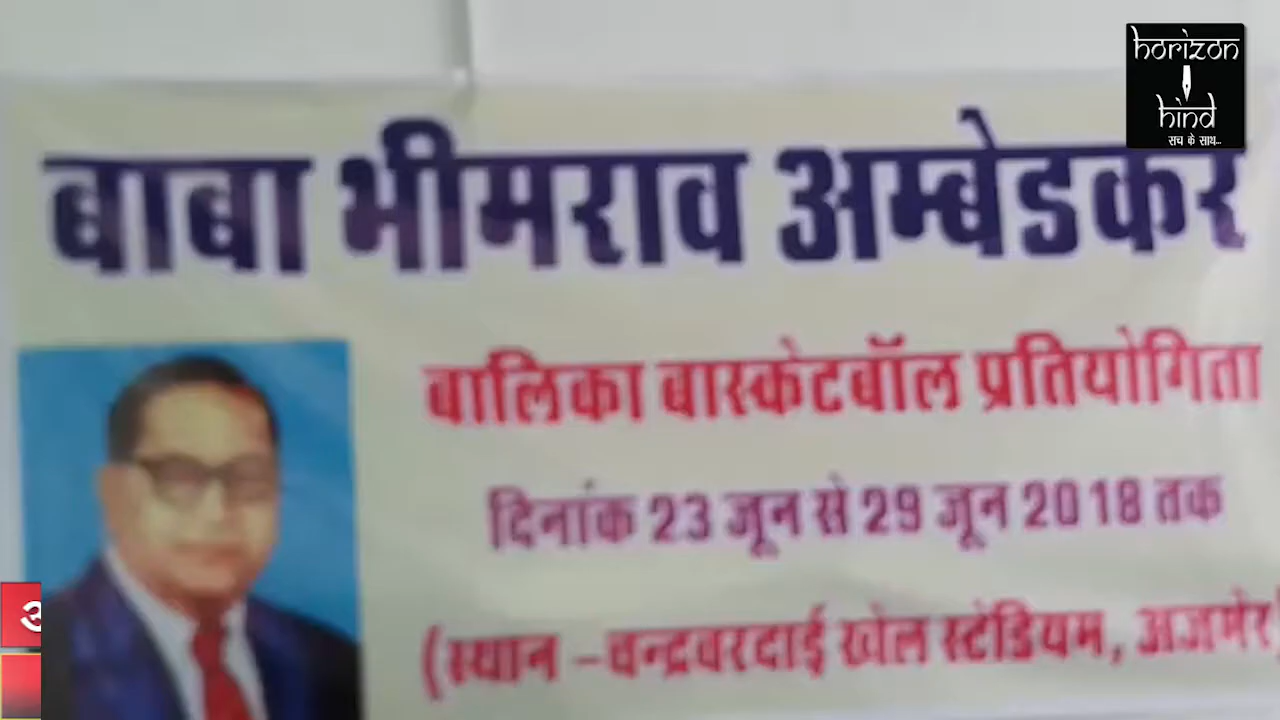 horizon
hind
सच के साथ...
बाबा भीमराव अम्बेडकर
बालिका बास्केटबॉल प्रतियोगिता
दिनांक 23 जून से 29 जून 2018 तक
(स्थान –चन्द्रवरदाई खेल स्टेडियम, अजमेर)